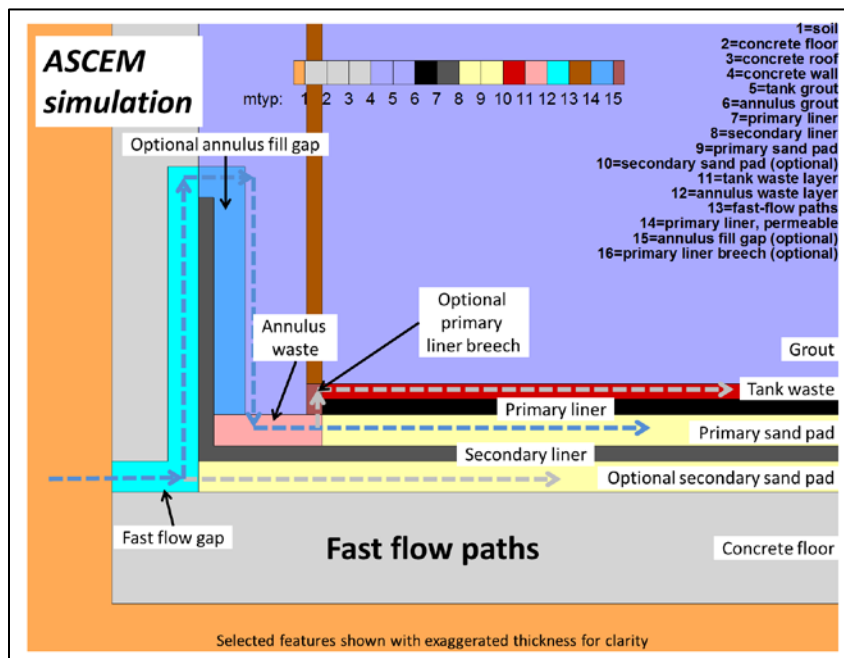 ASCEM
simulation
1=soil
2=concrete floor
3=concrete roof
4=concrete wall
5=tank grout
6=annulus grout
7=primary liner
8=secondary liner
9=primary sand pad
10=secondary sand pad (optional)
11=tank waste layer
12=annulus waste layer
13=fast-flow paths
14=primary liner, permeable
15=annulus fill gap (optional)
16=primary liner breech (optional)
mtyp: 1 2 3 4 5 6 7 8 9 10 11 12 13 14 15
Optional annulus fill gap
Optional
primary
liner breech
Annulus
waste
Grout
Tank waste
Primary liner
Primary sand pad
Secondary liner
Optional secondary sand pad
Fast flow gap
Fast flow paths
Concrete floor
Selected features shown with exaggerated thickness for clarity